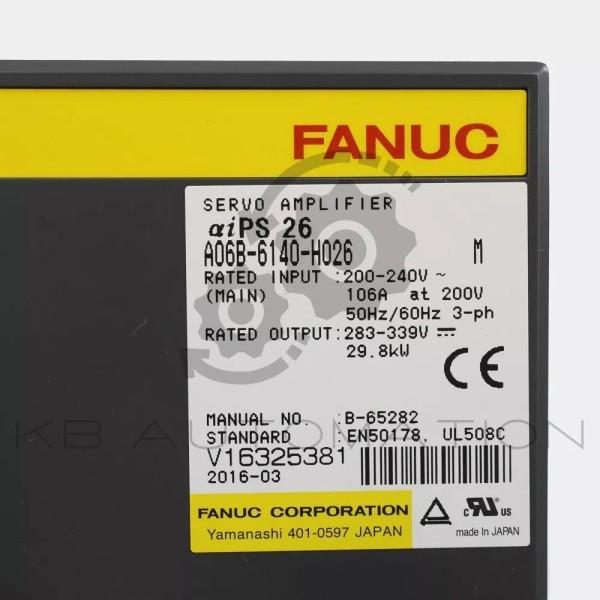 FANUC
SERVO AMPLIFIER
αiPS 26
A06B-6140-H026 M
RATED INPUT :200-240V ~
(MAIN) 106A at 200V
50Hz/60Hz 3-ph
RATED OUTPUT:283-339V ⎓
29.8kW
CE
MANUAL NO. :B-65282
STANDARD :EN50178, UL508C
KB AUTOMATION
V16325381
2016-03
FANUC CORPORATION
Yamanashi 401-0597 JAPAN
c RU US
made In JAPAN